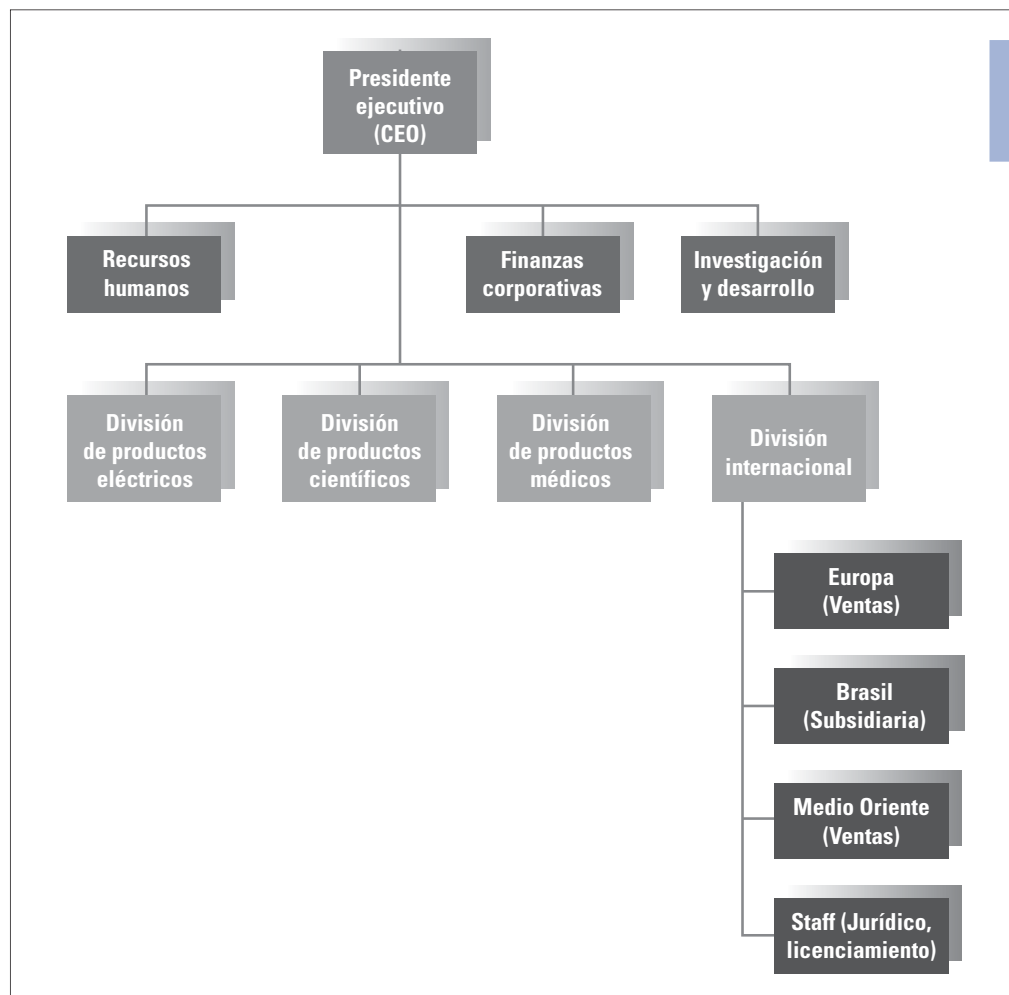 Presidente
ejecutivo
(CEO)
Recursos
humanos
Finanzas
corporativas
Investigación
y desarrollo
División
de productos
eléctricos
División
de productos
científicos
División
de productos
médicos
División
internacional
Europa
(Ventas)
Brasil
(Subsidiaria)
Medio Oriente
(Ventas)
Staff (Jurídico,
licenciamiento)